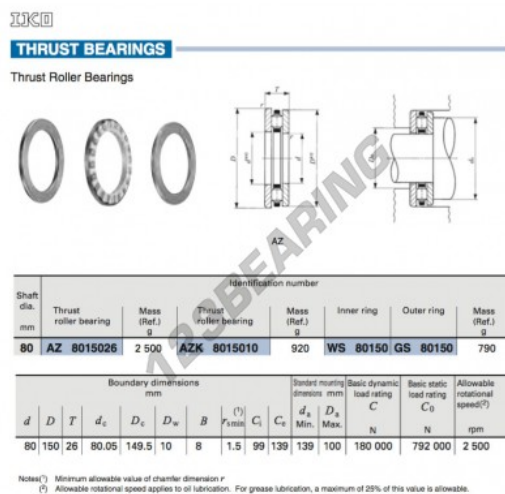 IKO
THRUST BEARINGS
Thrust Roller Bearings
T
r
D
d
AZ
123BEARING
Identification number
Shaft dia. mm
Thrust roller bearing
Mass (Ref.) g
Thrust roller bearing
Mass (Ref.) g
Inner ring
Outer ring
Mass (Ref.) g
80 AZ 8015026 2 500 AZK 8015010 920 WS 80150 GS 80150 790
Boundary dimensions mm
Standard mounting dimensions mm
Basic dynamic load rating C N
Basic static load rating C0 N
Allowable rotational speed(2) rpm
d D T dc Dc Dw B rs min(1) Ci Ce da Min. Da Max.
80 150 26 80.05 149.5 10 8 1.5 99 139 139 100 180 000 792 000 2 500
Notes(1) Minimum allowable value of chamfer dimension r
(2) Allowable rotational speed applies to oil lubrication. For grease lubrication, a maximum of 25% of this value is allowable.